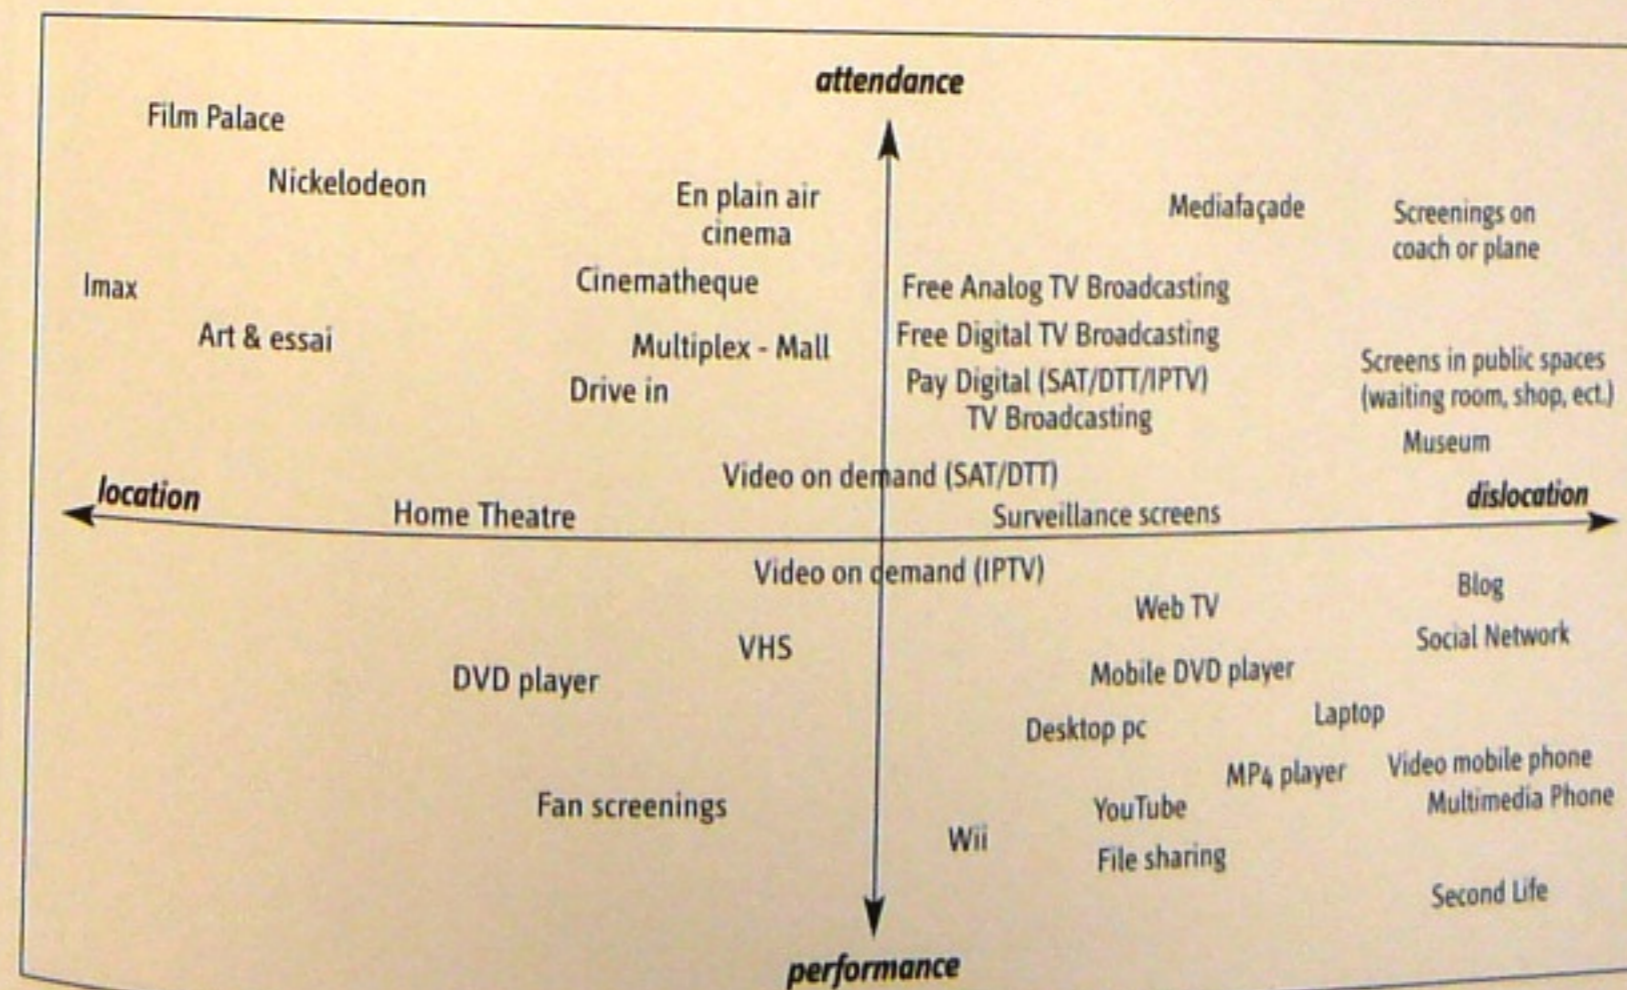 attendance
Film Palace
Nickelodeon
En plain air
cinema
Mediafaçade
Screenings on
coach or plane
Imax
Cinematheque
Free Analog TV Broadcasting
Art & essai
Multiplex - Mall
Free Digital TV Broadcasting
Drive in
Pay Digital (SAT/DTT/IPTV)
TV Broadcasting
Screens in public spaces
(waiting room, shop, ect.)
Museum
Video on demand (SAT/DTT)
location
dislocation
Home Theatre
Surveillance screens
Video on demand (IPTV)
Blog
Web TV
Social Network
VHS
DVD player
Mobile DVD player
Laptop
Desktop pc
MP4 player
Video mobile phone
Multimedia Phone
Fan screenings
YouTube
Wii
File sharing
Second Life
performance